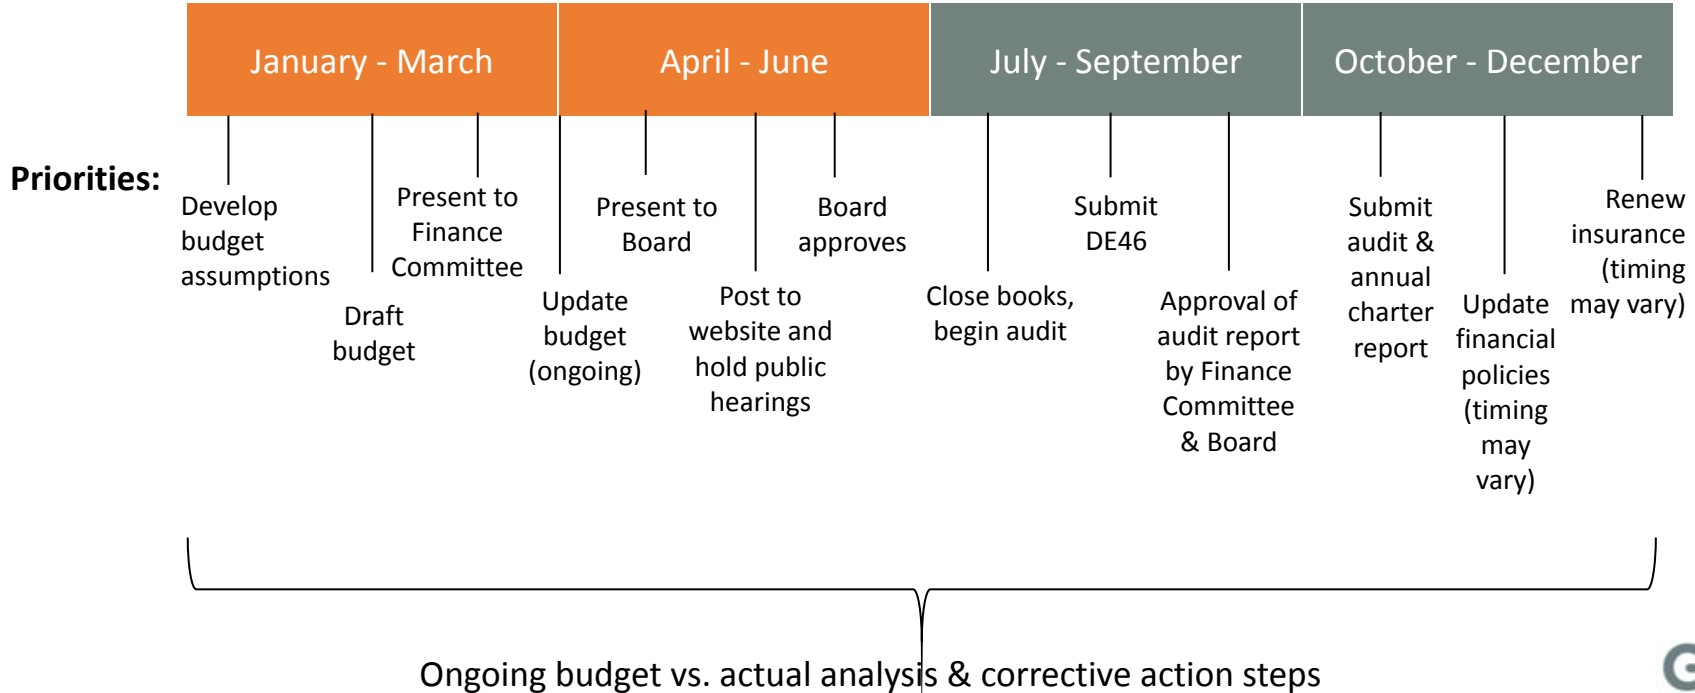 January - March
April - June
July - September
October - December
Priorities:
Develop
budget
assumptions
Draft
budget
Present to
Finance
Committee
Update
budget
(ongoing)
Present to
Board
Post to
website and
hold public
hearings
Board
approves
Close books,
begin audit
Submit
DE46
Approval of
audit report
by Finance
Committee
& Board
Submit
audit &
annual
charter
report
Update
financial
policies
(timing
may
vary)
Renew
insurance
(timing
may vary)
Ongoing budget vs. actual analysis & corrective action steps